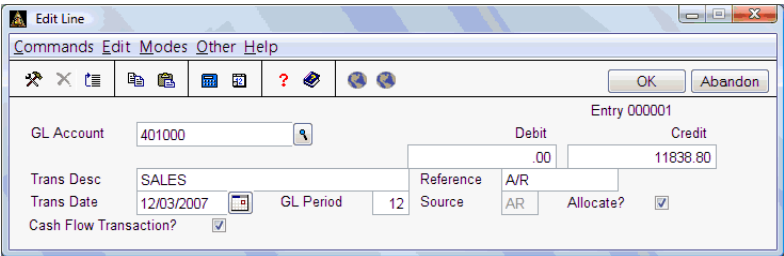 Edit Line
Commands Edit Modes Other Help
12 ?
OK Abandon
Entry 000001
GL Account 401000 Debit Credit
.00 11838.80
Trans Desc SALES Reference A/R
Trans Date 12/03/2007 GL Period 12 Source AR Allocate?
Cash Flow Transaction?